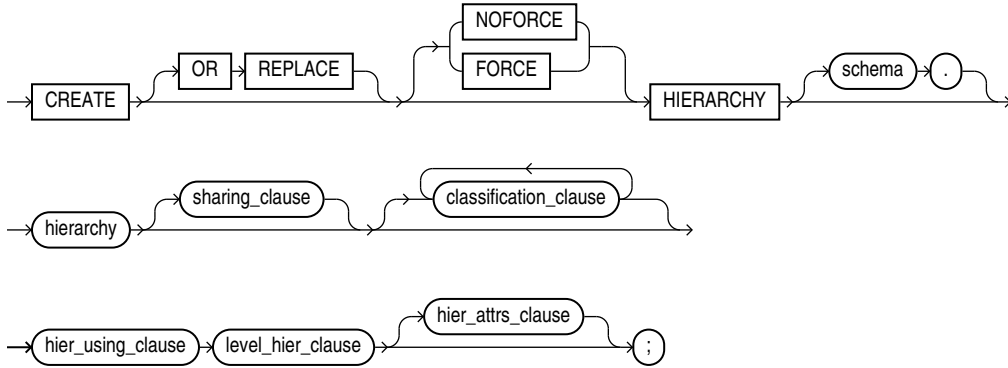 NOFORCE
OR REPLACE FORCE schema .
CREATE HIERARCHY
sharing_clause classification_clause
hierarchy
hier_attrs_clause
hier_using_clause level_hier_clause ;